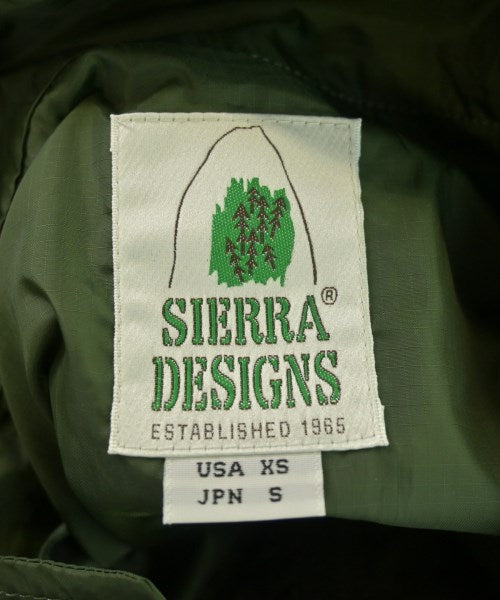 SIERRA®
DESIGNS
ESTABLISHED 1965
USA XS
JPN S